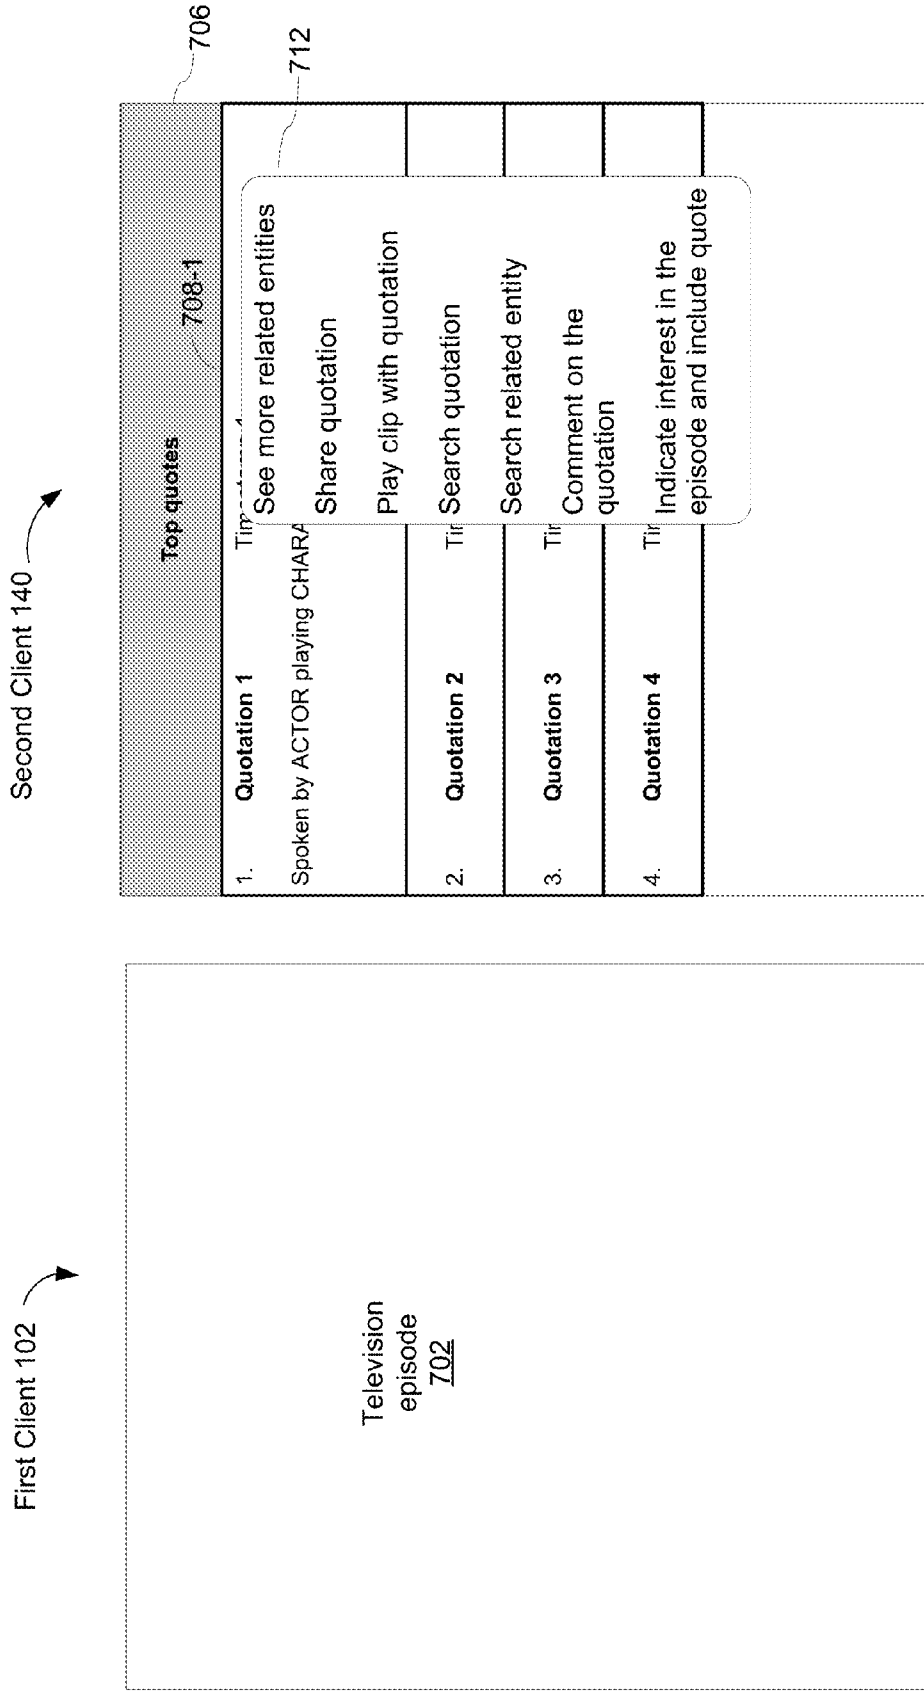 First Client 102
Television
episode
702
Second Client 140
706
Top quotes
708-1
1. Quotation 1
Spoken by ACTOR playing
2. Quotation 2
3. Quotation 3
4. Quotation 4
712
See more related entities
Share quotation
Play clip with quotation
Search quotation
Search related entity
Comment on the
quotation
Indicate interest in the
episode and include quote